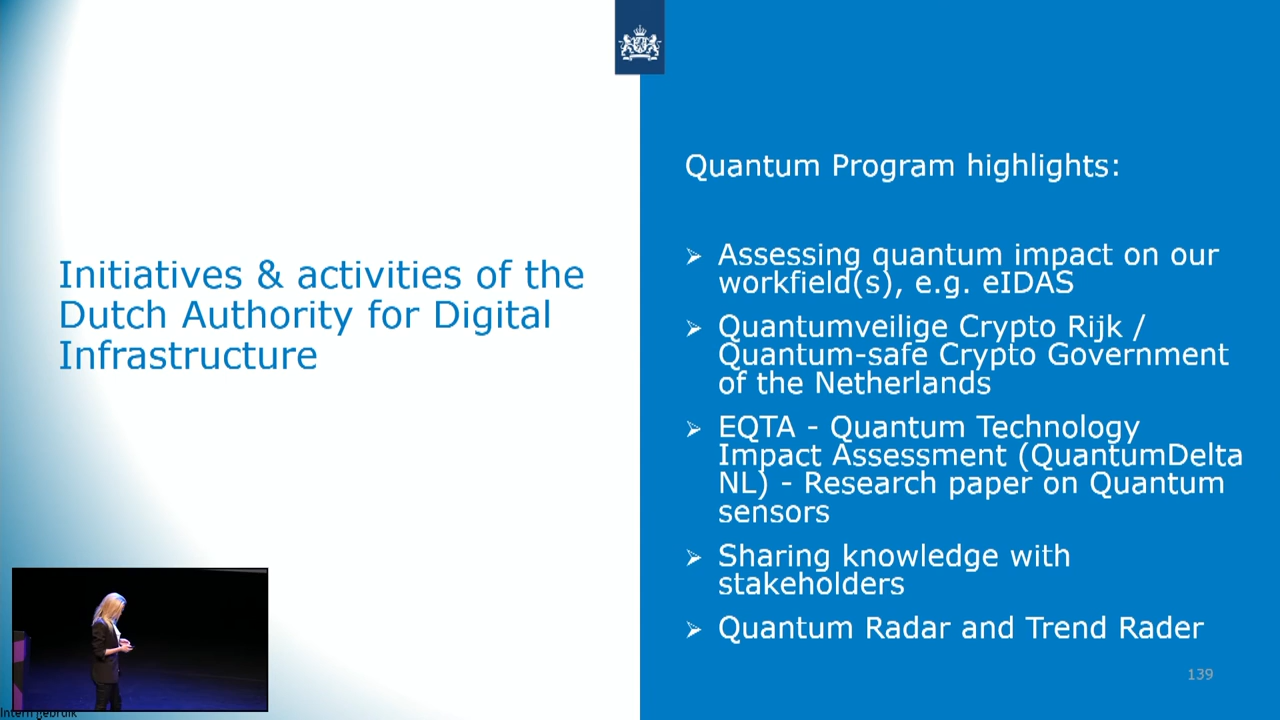 Initiatives & activities of the
Dutch Authority for Digital
Infrastructure
Quantum Program highlights:
➢ Assessing quantum impact on our
workfield(s), e.g. eIDAS
➢ Quantumveilige Crypto Rijk /
Quantum-safe Crypto Government
of the Netherlands
➢ EQTA - Quantum Technology
Impact Assessment (QuantumDelta
NL) - Research paper on Quantum
sensors
➢ Sharing knowledge with
stakeholders
➢ Quantum Radar and Trend Rader
139
Intern gebruik